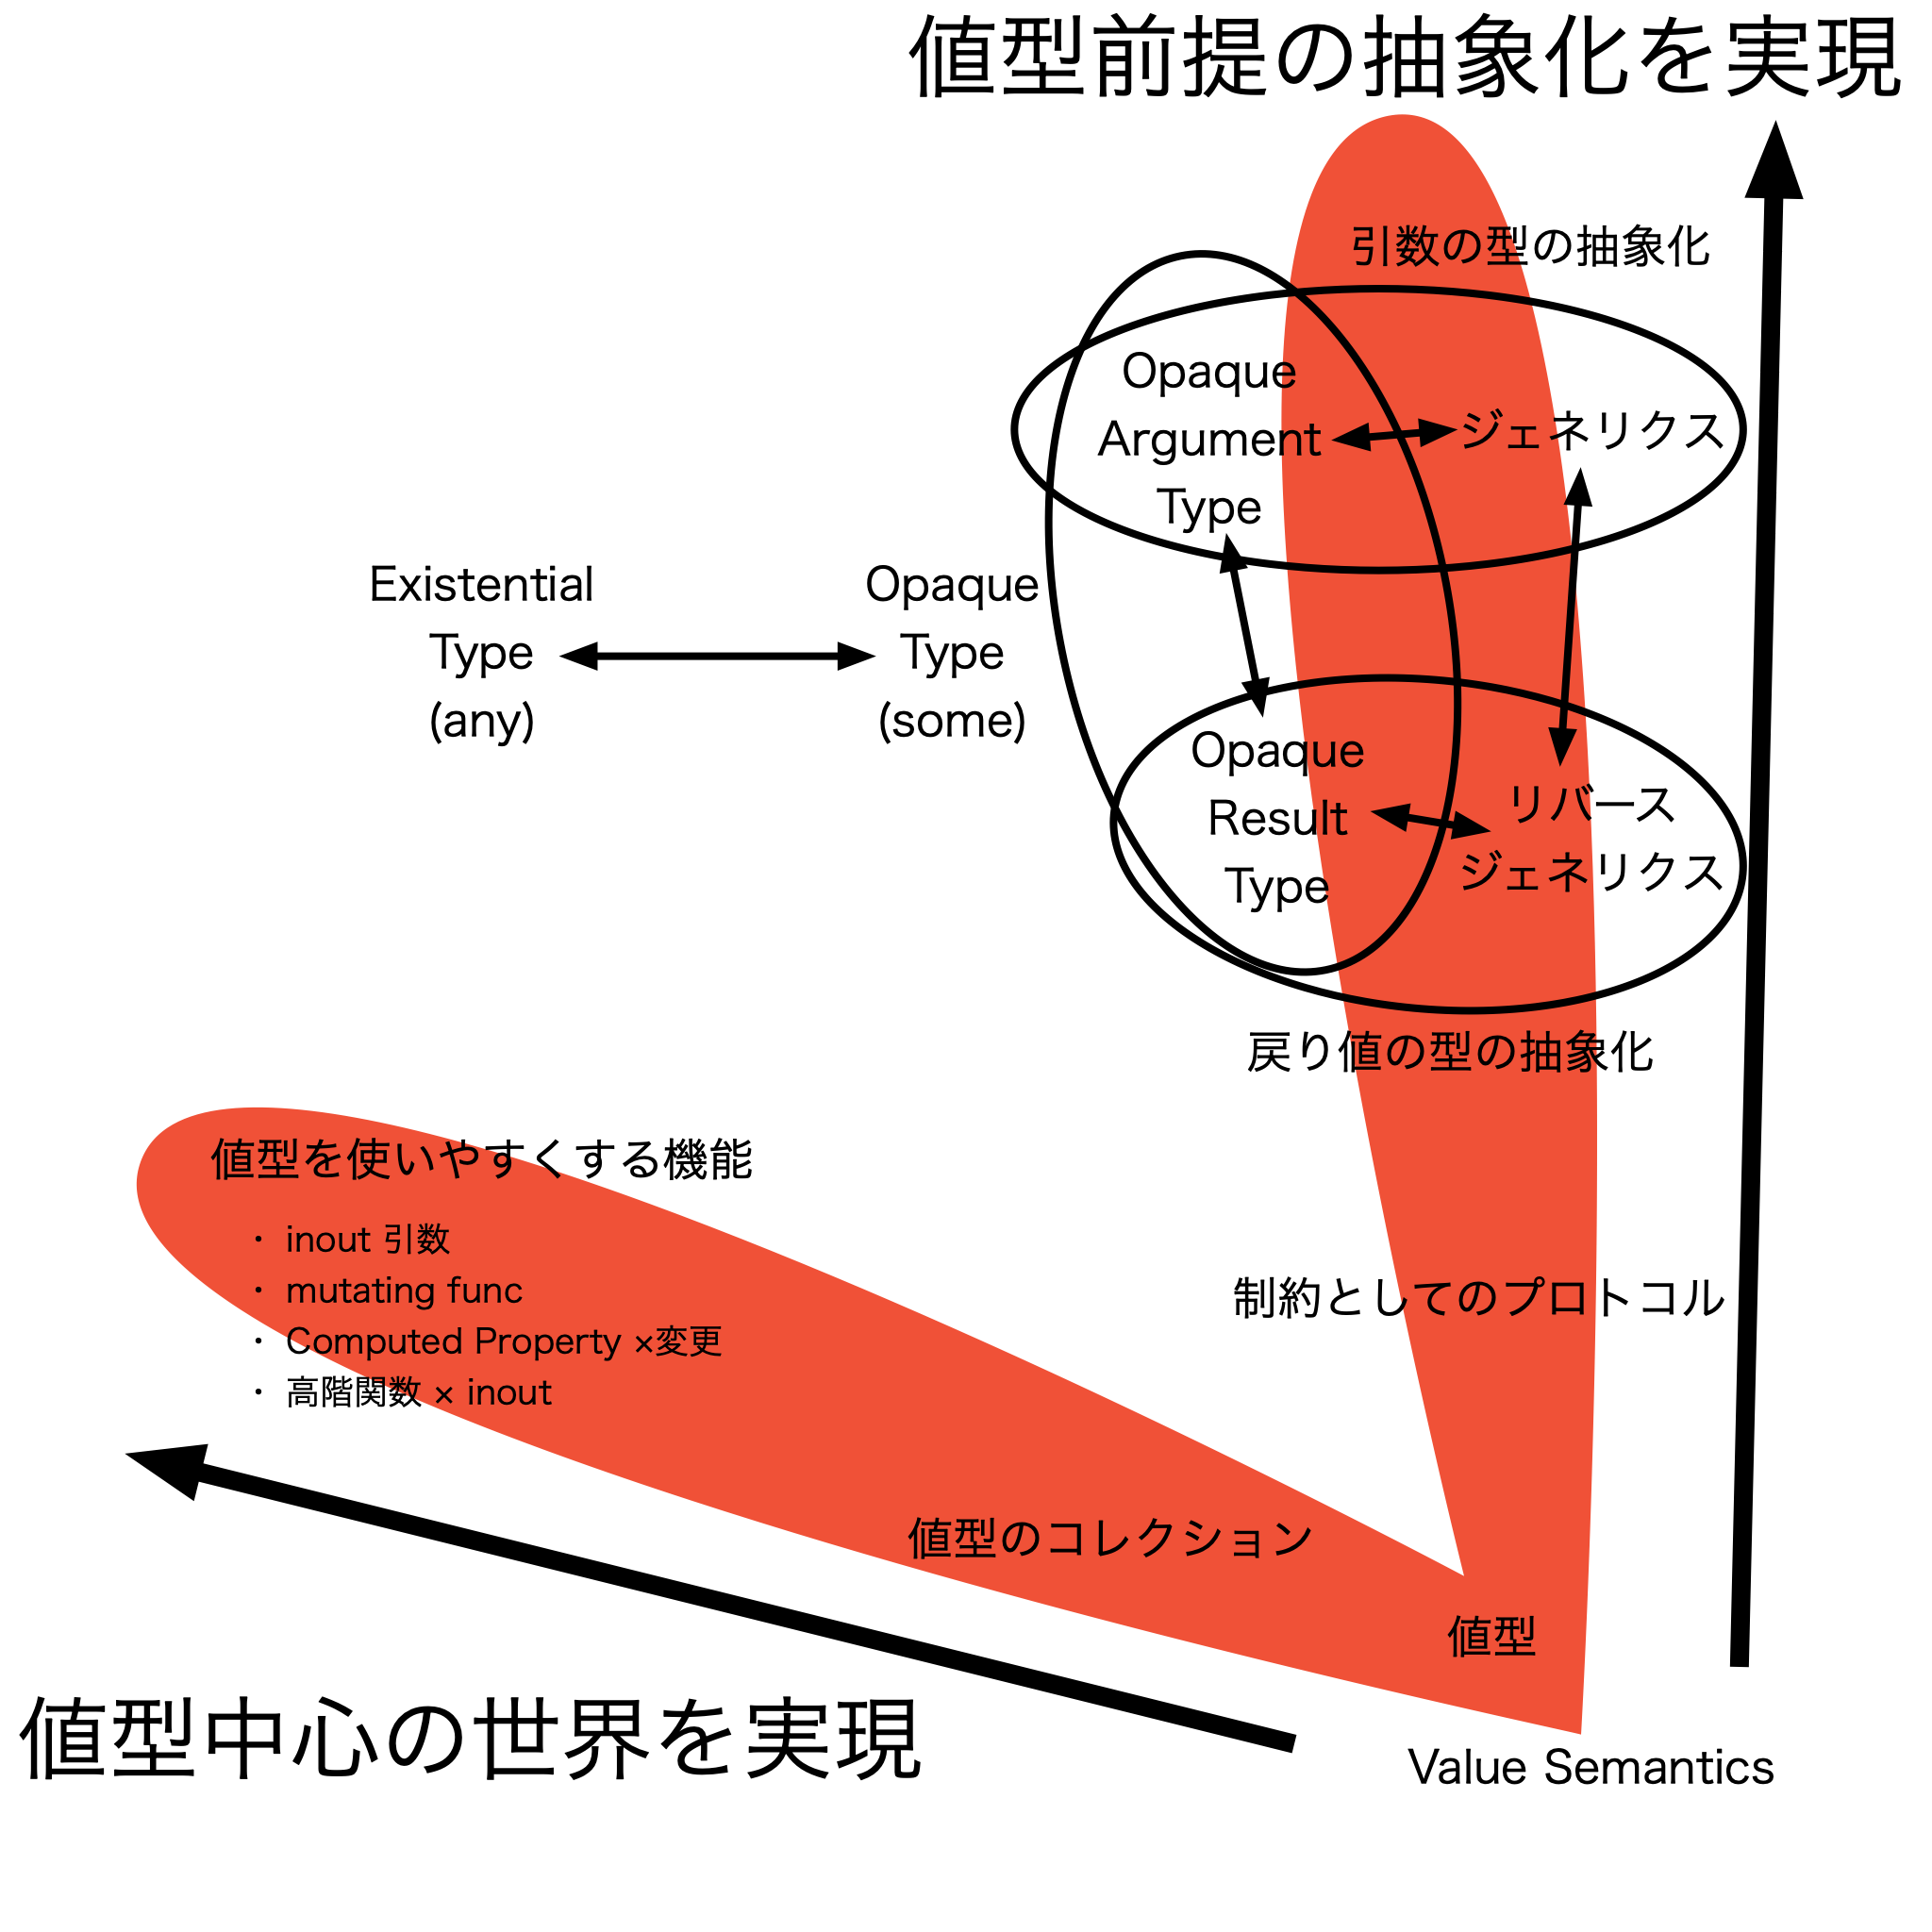 値型前提の抽象化を実現
引数の型の抽象化
Opaque
Argument
Type
ジェネリクス
Existential
Type
(any)
Opaque
Type
(some)
Opaque
Result
Type
リバース
ジェネリクス
戻り値の型の抽象化
値型を使いやすくする機能
・ inout 引数
・ mutating func
・ Computed Property ×変更
・ 高階関数 × inout
制約としてのプロトコル
値型のコレクション
値型
値型中心の世界を実現
Value Semantics